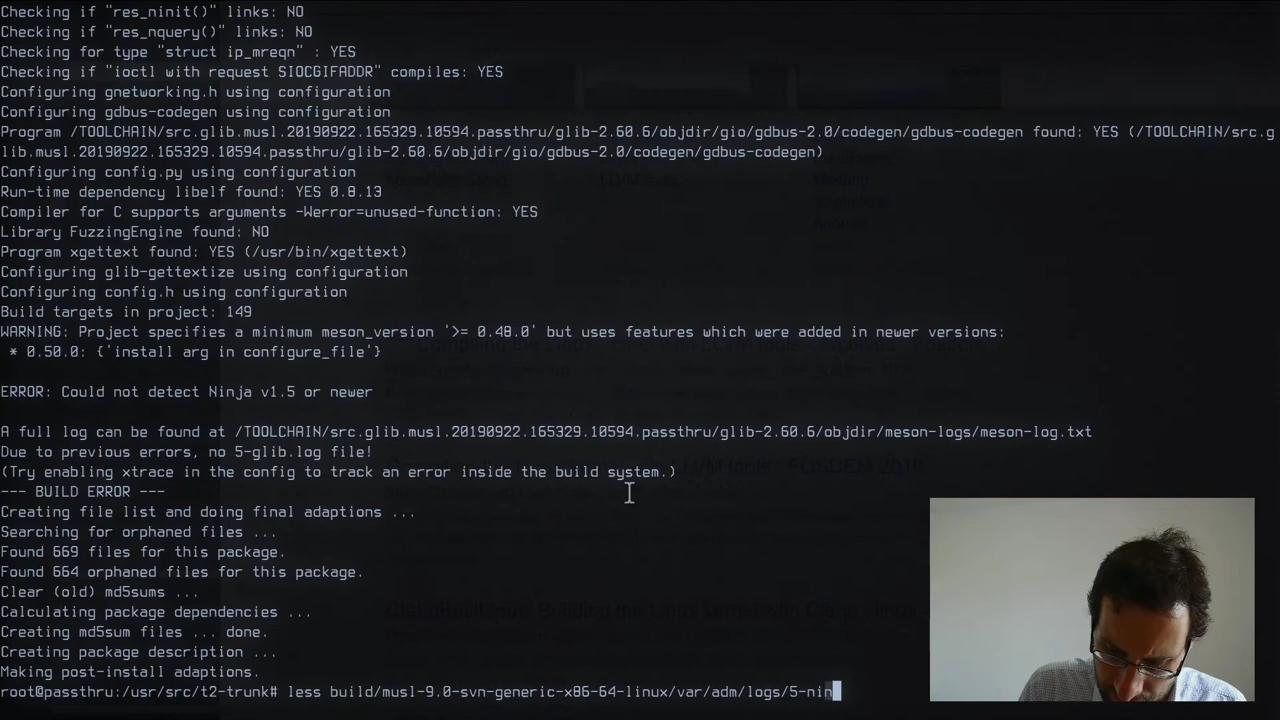 Checking if "res_ninit()" links: NO
Checking if "res_nquery()" links: NO
Checking for type "struct ip_mreqn" : YES
Checking if "ioctl with request SIOCGIFADDR" compiles: YES
Configuring gnetworking.h using configuration
Configuring gdbus-codegen using configuration
Program /TOOLCHAIN/src.glib.musl.20190922.165329.10594.passthru/glib-2.60.6/objdir/gio/gdbus-2.0/codegen/gdbus-codegen found: YES (/TOOLCHAIN/src.g
lib.musl.20190922.165329.10594.passthru/glib-2.60.6/objdir/gio/gdbus-2.0/codegen/gdbus-codegen)
Configuring config.py using configuration
Run-time dependency libelf found: YES 0.8.13
Compiler for C supports arguments -Werror=unused-function: YES
Library FuzzingEngine found: NO
Program xgettext found: YES (/usr/bin/xgettext)
Configuring glib-gettextize using configuration
Configuring config.h using configuration
Build targets in project: 149
WARNING: Project specifies a minimum meson_version '>= 0.48.0' but uses features which were added in newer versions:
* 0.50.0: {'install arg in configure_file'}
ERROR: Could not detect Ninja v1.5 or newer
A full log can be found at /TOOLCHAIN/src.glib.musl.20190922.165329.10594.passthru/glib-2.60.6/objdir/meson-logs/meson-log.txt
Due to previous errors, no 5-glib.log file!
(Try enabling xtrace in the config to track an error inside the build system.)
--- BUILD ERROR ---
Creating file list and doing final adaptions ...
Searching for orphaned files ...
Found 669 files for this package.
Found 664 orphaned files for this package.
Clear (old) md5sums ...
Calculating package dependencies ...
Creating md5sum files ... done.
Creating package description ...
Making post-install adaptions.
root@passthru:/usr/src/t2-trunk# less build/musl-9.0-svn-generic-x86-64-linux/var/adm/logs/5-nin